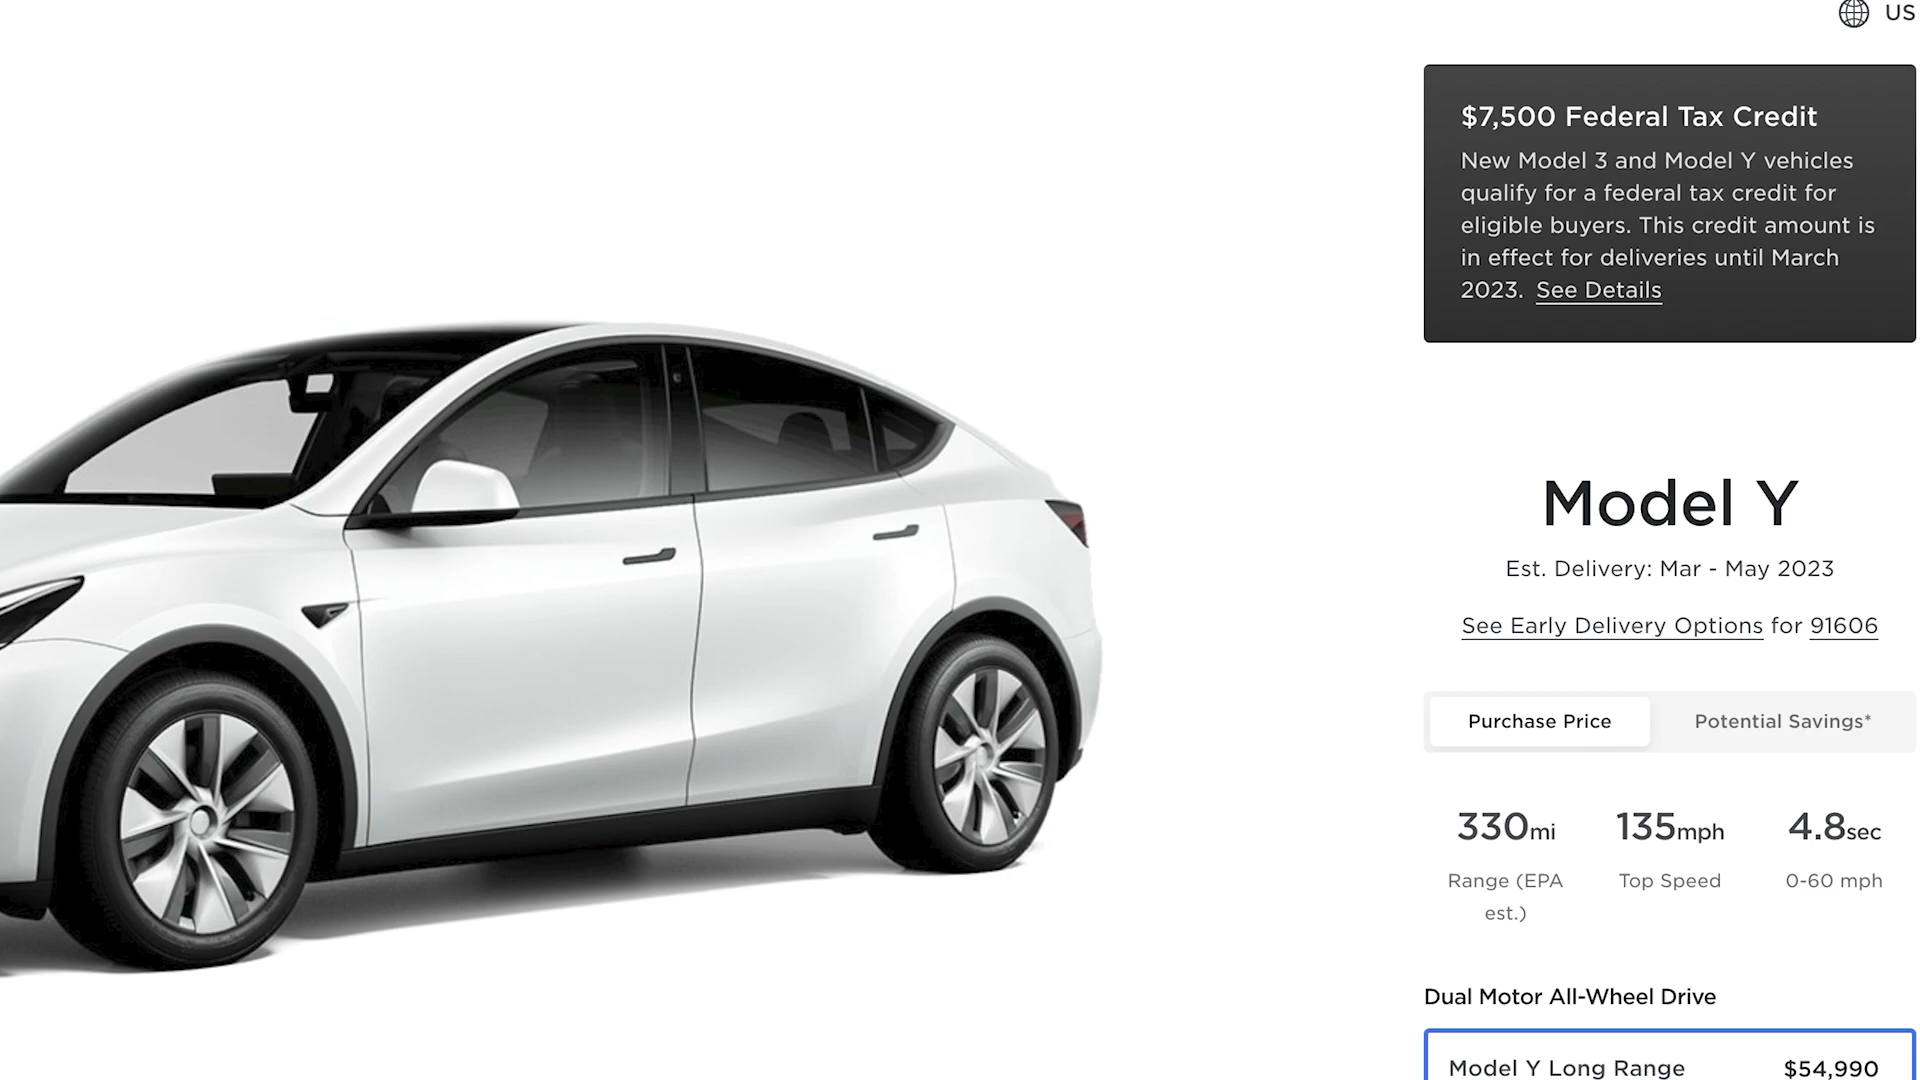 US
$7,500 Federal Tax Credit
New Model 3 and Model Y vehicles
qualify for a federal tax credit for
eligible buyers. This credit amount is
in effect for deliveries until March
2023. See Details
Model Y
Est. Delivery: Mar - May 2023
See Early Delivery Options for 91606
Purchase Price Potential Savings*
330mi 135mph 4.8sec
Range (EPA est.) Top Speed 0-60 mph
Dual Motor All-Wheel Drive
Model Y Long Range $54,990